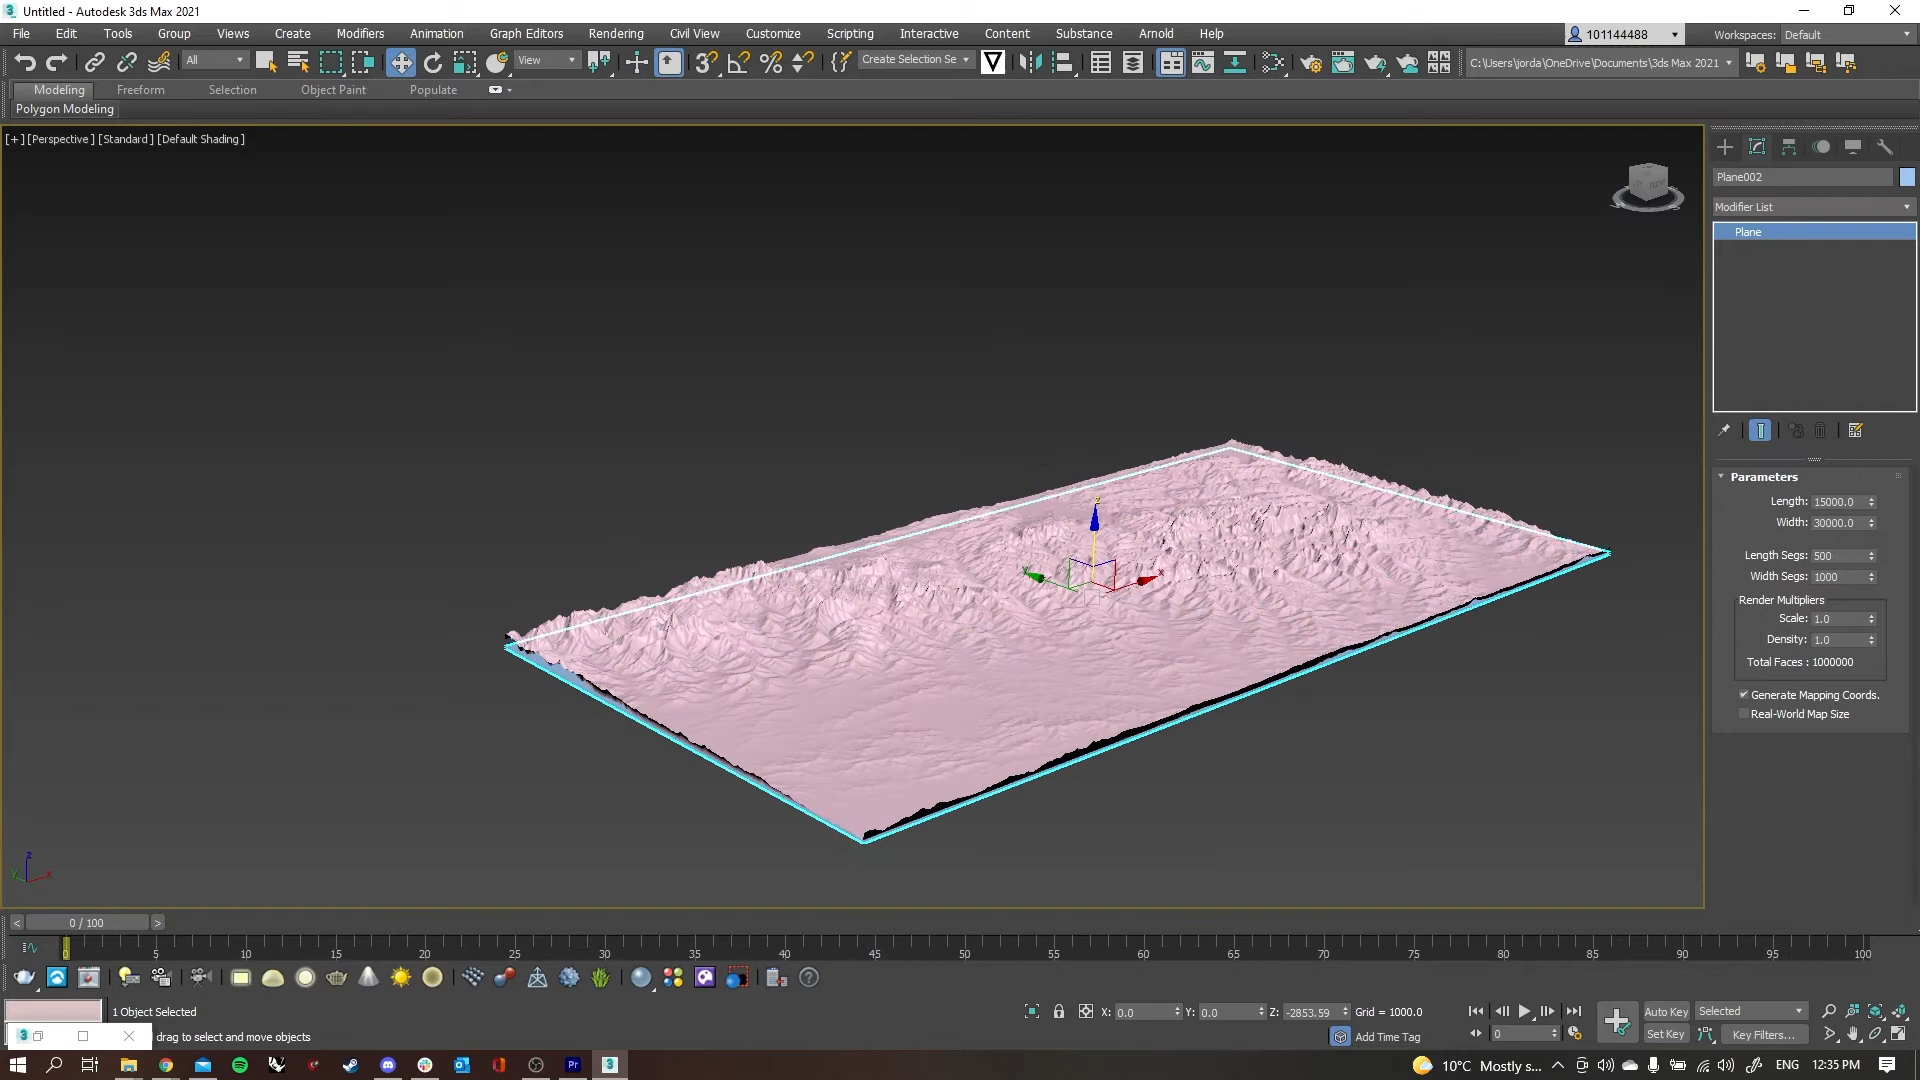 Untitled - Autodesk 3ds Max 2021
File Edit Tools Group Views Create Modifiers Animation Graph Editors Rendering Civil View Customize Scripting Interactive Content Substance Arnold Help 101144488 Workspaces: Default
All View Create Selection Se C:\Users\jorda\OneDrive\Documents\3ds Max 2021
Modeling Freeform Selection Object Paint Populate
Polygon Modeling
[+] [Perspective] [Standard] [Default Shading]
Plane002
Modifier List
Plane
Parameters
Length: 15000.0
Width: 30000.0
Length Segs: 500
Width Segs: 1000
Render Multipliers
Scale: 1.0
Density: 1.0
Total Faces : 1000000
Generate Mapping Coords.
Real-World Map Size
z
x
z
y
x
< 0 / 100 >
0 5 10 15 20 25 30 35 40 45 50 55 60 65 70 75 80 85 90 95 100
1 Object Selected X: 0.0 Y: 0.0 Z: -2853.59 Grid = 1000.0 Auto Key Selected
drag to select and move objects Add Time Tag 0 Set Key Key Filters...
10°C Mostly s... ENG 12:35 PM